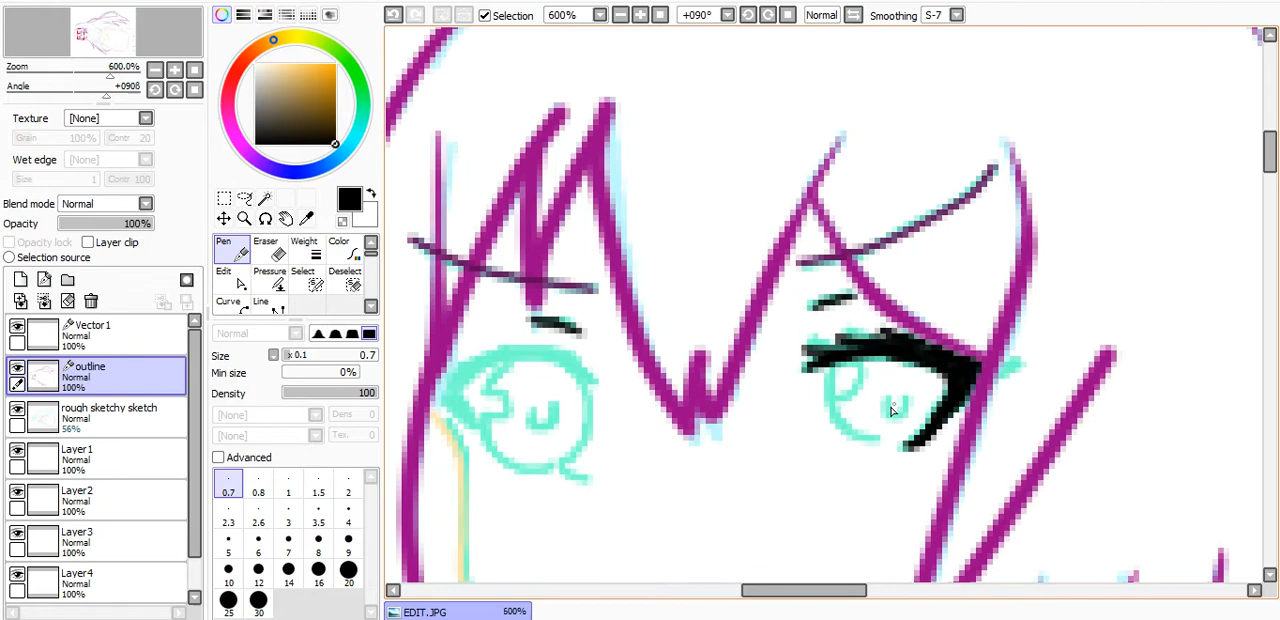 Selection 600% +090° Normal Smoothing S-7
Zoom 600.0%
Angle +090ß
Texture [None]
Grain 100% Contr 20
Wet edge [None]
Size 1 Contr 100
Blend mode Normal
Opacity 100%
Opacity lock Layer clip
Selection source
Vector1
Normal
100%
outline
Normal
100%
rough sketchy sketch
Normal
56%
Layer1
Normal
100%
Layer2
Normal
100%
Layer3
Normal
100%
Layer4
Normal
100%
Pen Eraser Weight Color
Edit Pressure Select Deselect
Curve Line
Normal
Size x 0.1 0.7
Min size 0%
Density 100
[None] Dens 0
[None] Tex. 0
Advanced
0.7 0.8 1 1.5 2
2.3 2.6 3 3.5 4
5 6 7 8 9
10 12 14 16 20
25 30
EDIT.JPG 600%